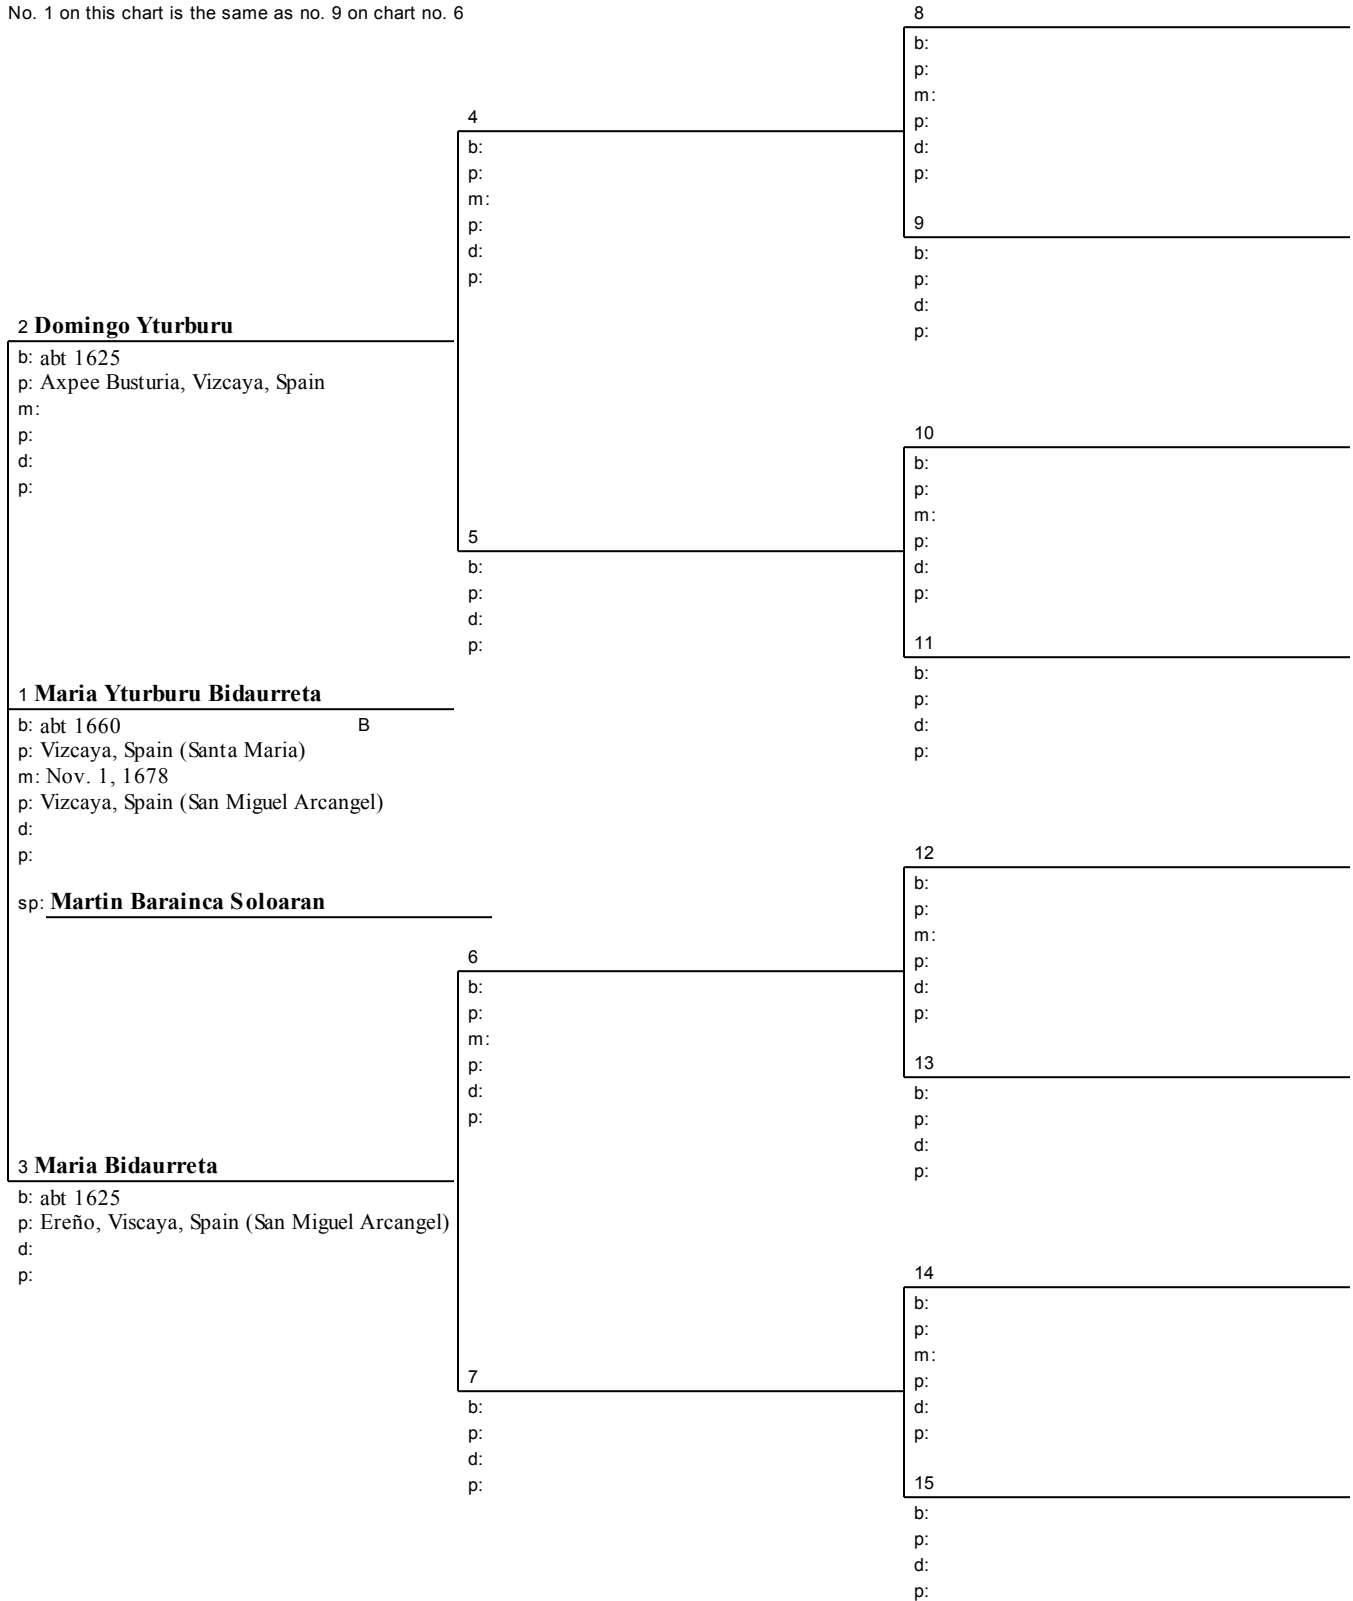 No. 1 on this chart is the same as no. 9 on chart no. 6
2 Domingo Yturburu
b: abt 1625
p: Axpee Busturia, Vizcaya, Spain
m:
p:
d:
p:
1 Maria Yturburu Bidaurreta
b: abt 1660 B
p: Vizcaya, Spain (Santa Maria)
m: Nov. 1, 1678
p: Vizcaya, Spain (San Miguel Arcangel)
d:
p:
sp: Martin Barainca Soloaran
3 Maria Bidaurreta
b: abt 1625
p: Ereño, Viscaya, Spain (San Miguel Arcangel)
d:
p:
4
b:
p:
m:
p:
d:
p:
5
b:
p:
d:
p:
6
b:
p:
m:
p:
d:
p:
7
b:
p:
d:
p:
8
b:
p:
m:
p:
d:
p:
9
b:
p:
d:
p:
10
b:
p:
m:
p:
d:
p:
11
b:
p:
d:
p:
12
b:
p:
m:
p:
d:
p:
13
b:
p:
d:
p:
14
b:
p:
m:
p:
d:
p:
15
b:
p:
d:
p: